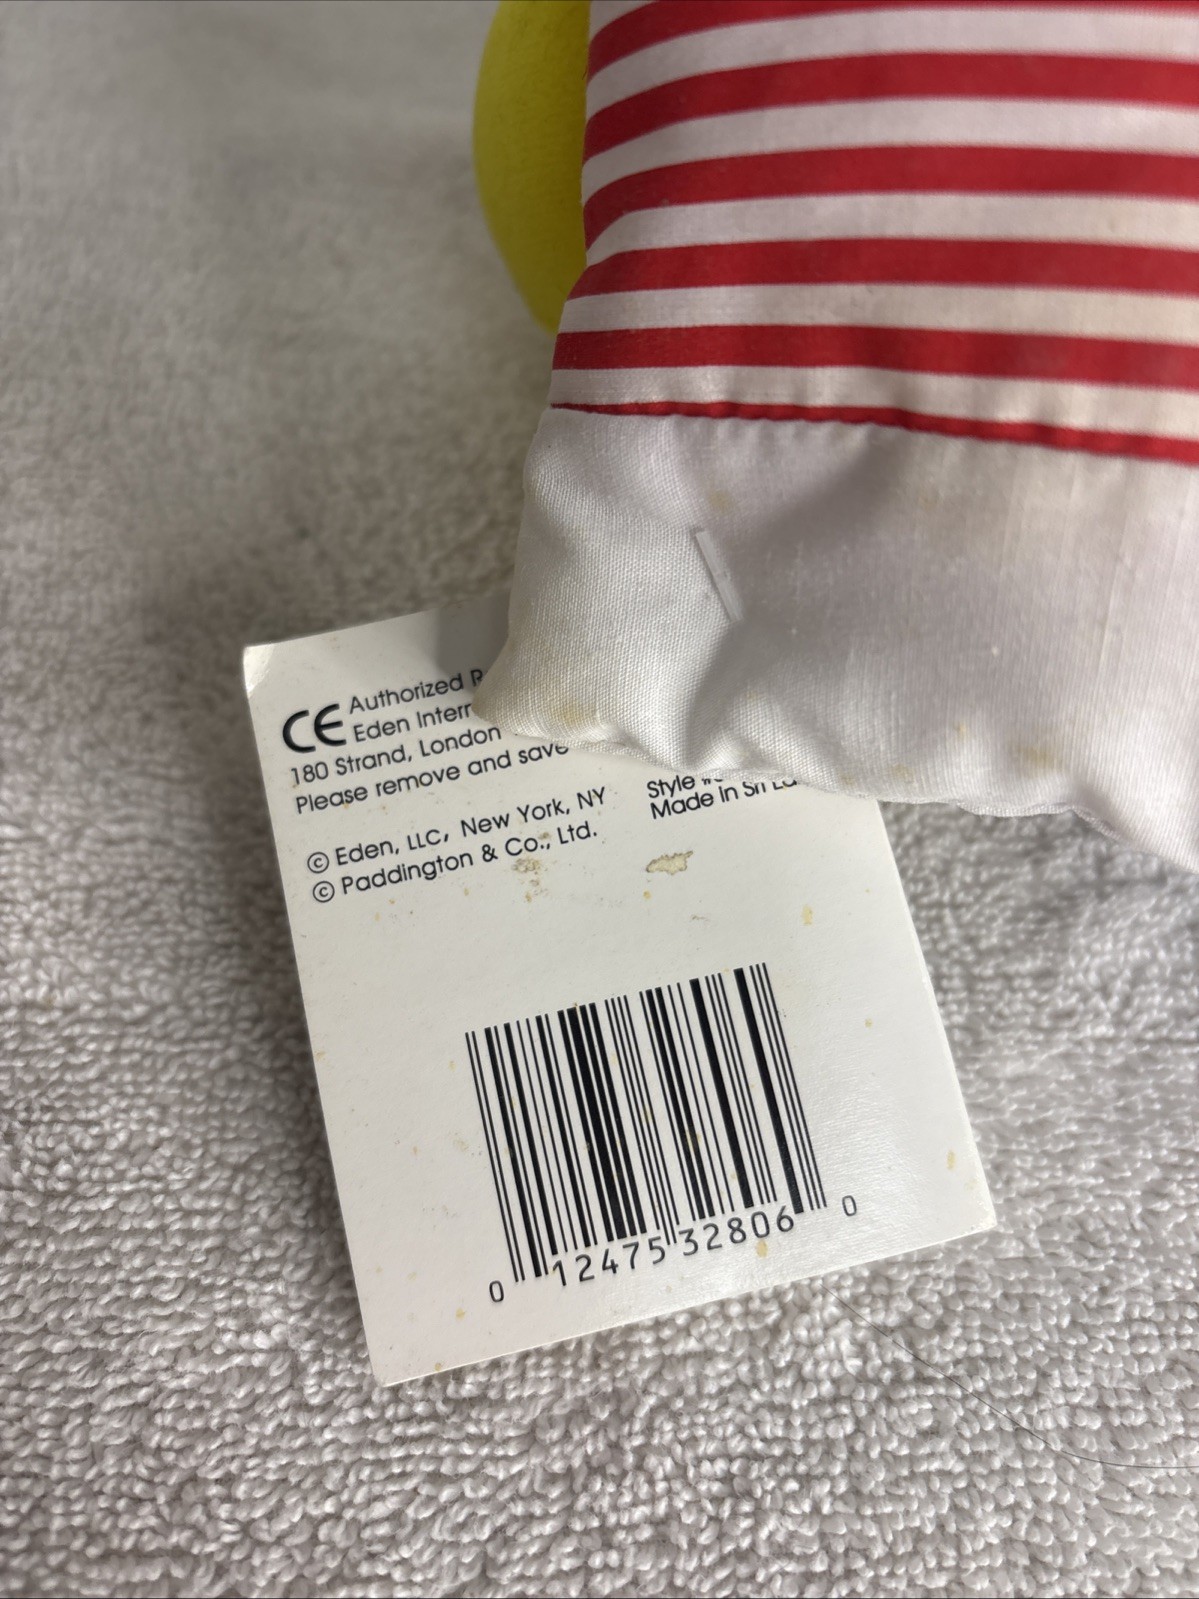 CE Authorized
Eden
180 Strand, London
Please remove and save
© Eden, LLC, New York, NY
© Paddington & Co., Ltd.
Style
Made in Sri
0 12475 32806 0